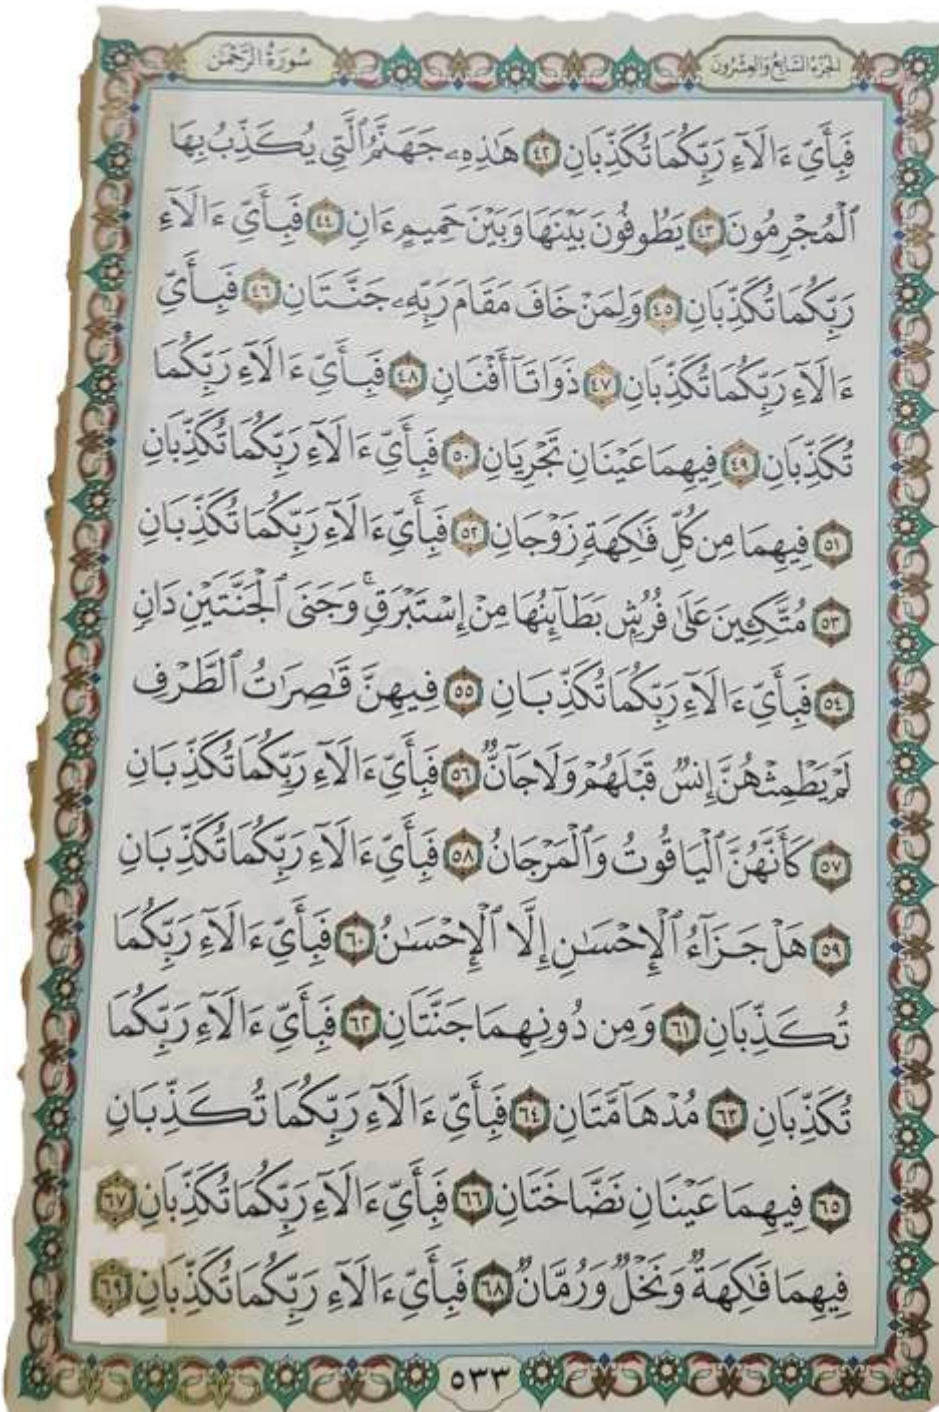 الجزء السابع والعشرون
سورة الرحمن
فَبِأَيِّ ءَالَآءِ رَبِّكُمَا تُكَذِّبَانِ ٤٢ هَٰذِهِۦ جَهَنَّمُ ٱلَّتِي يُكَذِّبُ بِهَا
ٱلْمُجْرِمُونَ ٤٣ يَطُوفُونَ بَيْنَهَا وَبَيْنَ حَمِيمٍ ءَانٍ ٤٤ فَبِأَيِّ ءَالَآءِ
رَبِّكُمَا تُكَذِّبَانِ ٤٥ وَلِمَنْ خَافَ مَقَامَ رَبِّهِۦ جَنَّتَانِ ٤٦ فَبِأَيِّ
ءَالَآءِ رَبِّكُمَا تُكَذِّبَانِ ٤٧ ذَوَاتَآ أَفْنَانٍ ٤٨ فَبِأَيِّ ءَالَآءِ رَبِّكُمَا
تُكَذِّبَانِ ٤٩ فِيهِمَا عَيْنَانِ تَجْرِيَانِ ٥٠ فَبِأَيِّ ءَالَآءِ رَبِّكُمَا تُكَذِّبَانِ
٥١ فِيهِمَا مِن كُلِّ فَٰكِهَةٍ زَوْجَانِ ٥٢ فَبِأَيِّ ءَالَآءِ رَبِّكُمَا تُكَذِّبَانِ
٥٣ مُتَّكِـِٔينَ عَلَىٰ فُرُشٍۭ بَطَآئِنُهَا مِنْ إِسْتَبْرَقٍۚ وَجَنَى ٱلْجَنَّتَيْنِ دَانٍ
٥٤ فَبِأَيِّ ءَالَآءِ رَبِّكُمَا تُكَذِّبَانِ ٥٥ فِيهِنَّ قَٰصِرَٰتُ ٱلطَّرْفِ
لَمْ يَطْمِثْهُنَّ إِنسٌ قَبْلَهُمْ وَلَا جَآنٌّ ٥٦ فَبِأَيِّ ءَالَآءِ رَبِّكُمَا تُكَذِّبَانِ
٥٧ كَأَنَّهُنَّ ٱلْيَاقُوتُ وَٱلْمَرْجَانُ ٥٨ فَبِأَيِّ ءَالَآءِ رَبِّكُمَا تُكَذِّبَانِ
٥٩ هَلْ جَزَآءُ ٱلْإِحْسَٰنِ إِلَّا ٱلْإِحْسَٰنُ ٦٠ فَبِأَيِّ ءَالَآءِ رَبِّكُمَا
تُكَذِّبَانِ ٦١ وَمِن دُونِهِمَا جَنَّتَانِ ٦٢ فَبِأَيِّ ءَالَآءِ رَبِّكُمَا
تُكَذِّبَانِ ٦٣ مُدْهَآمَّتَانِ ٦٤ فَبِأَيِّ ءَالَآءِ رَبِّكُمَا تُكَذِّبَانِ
٦٥ فِيهِمَا عَيْنَانِ نَضَّاخَتَانِ ٦٦ فَبِأَيِّ ءَالَآءِ رَبِّكُمَا تُكَذِّبَانِ ٦٧
فِيهِمَا فَٰكِهَةٌ وَنَخْلٌ وَرُمَّانٌ ٦٨ فَبِأَيِّ ءَالَآءِ رَبِّكُمَا تُكَذِّبَانِ ٦٩
٥٣٣